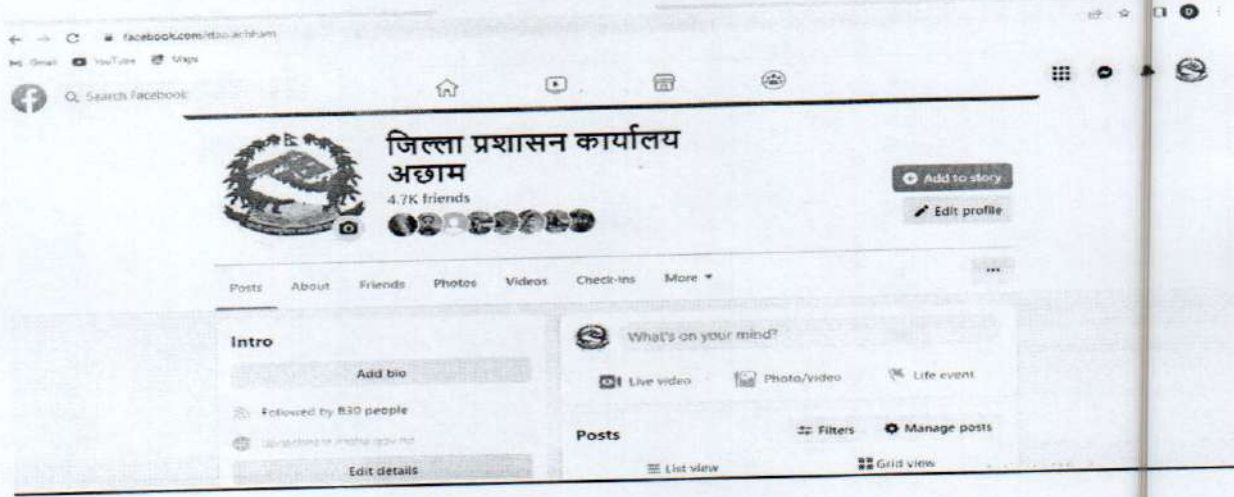 facebook.com/dao.achham
Gmail YouTube Maps
Search Facebook
जिल्ला प्रशासन कार्यालय
अछाम
4.7K friends
Add to story
Edit profile
Posts About Friends Photos Videos Check-ins More
Intro
Add bio
Followed by 830 people
Edit details
What's on your mind?
Live video Photo/video Life event
Posts Filters Manage posts
List view Grid view